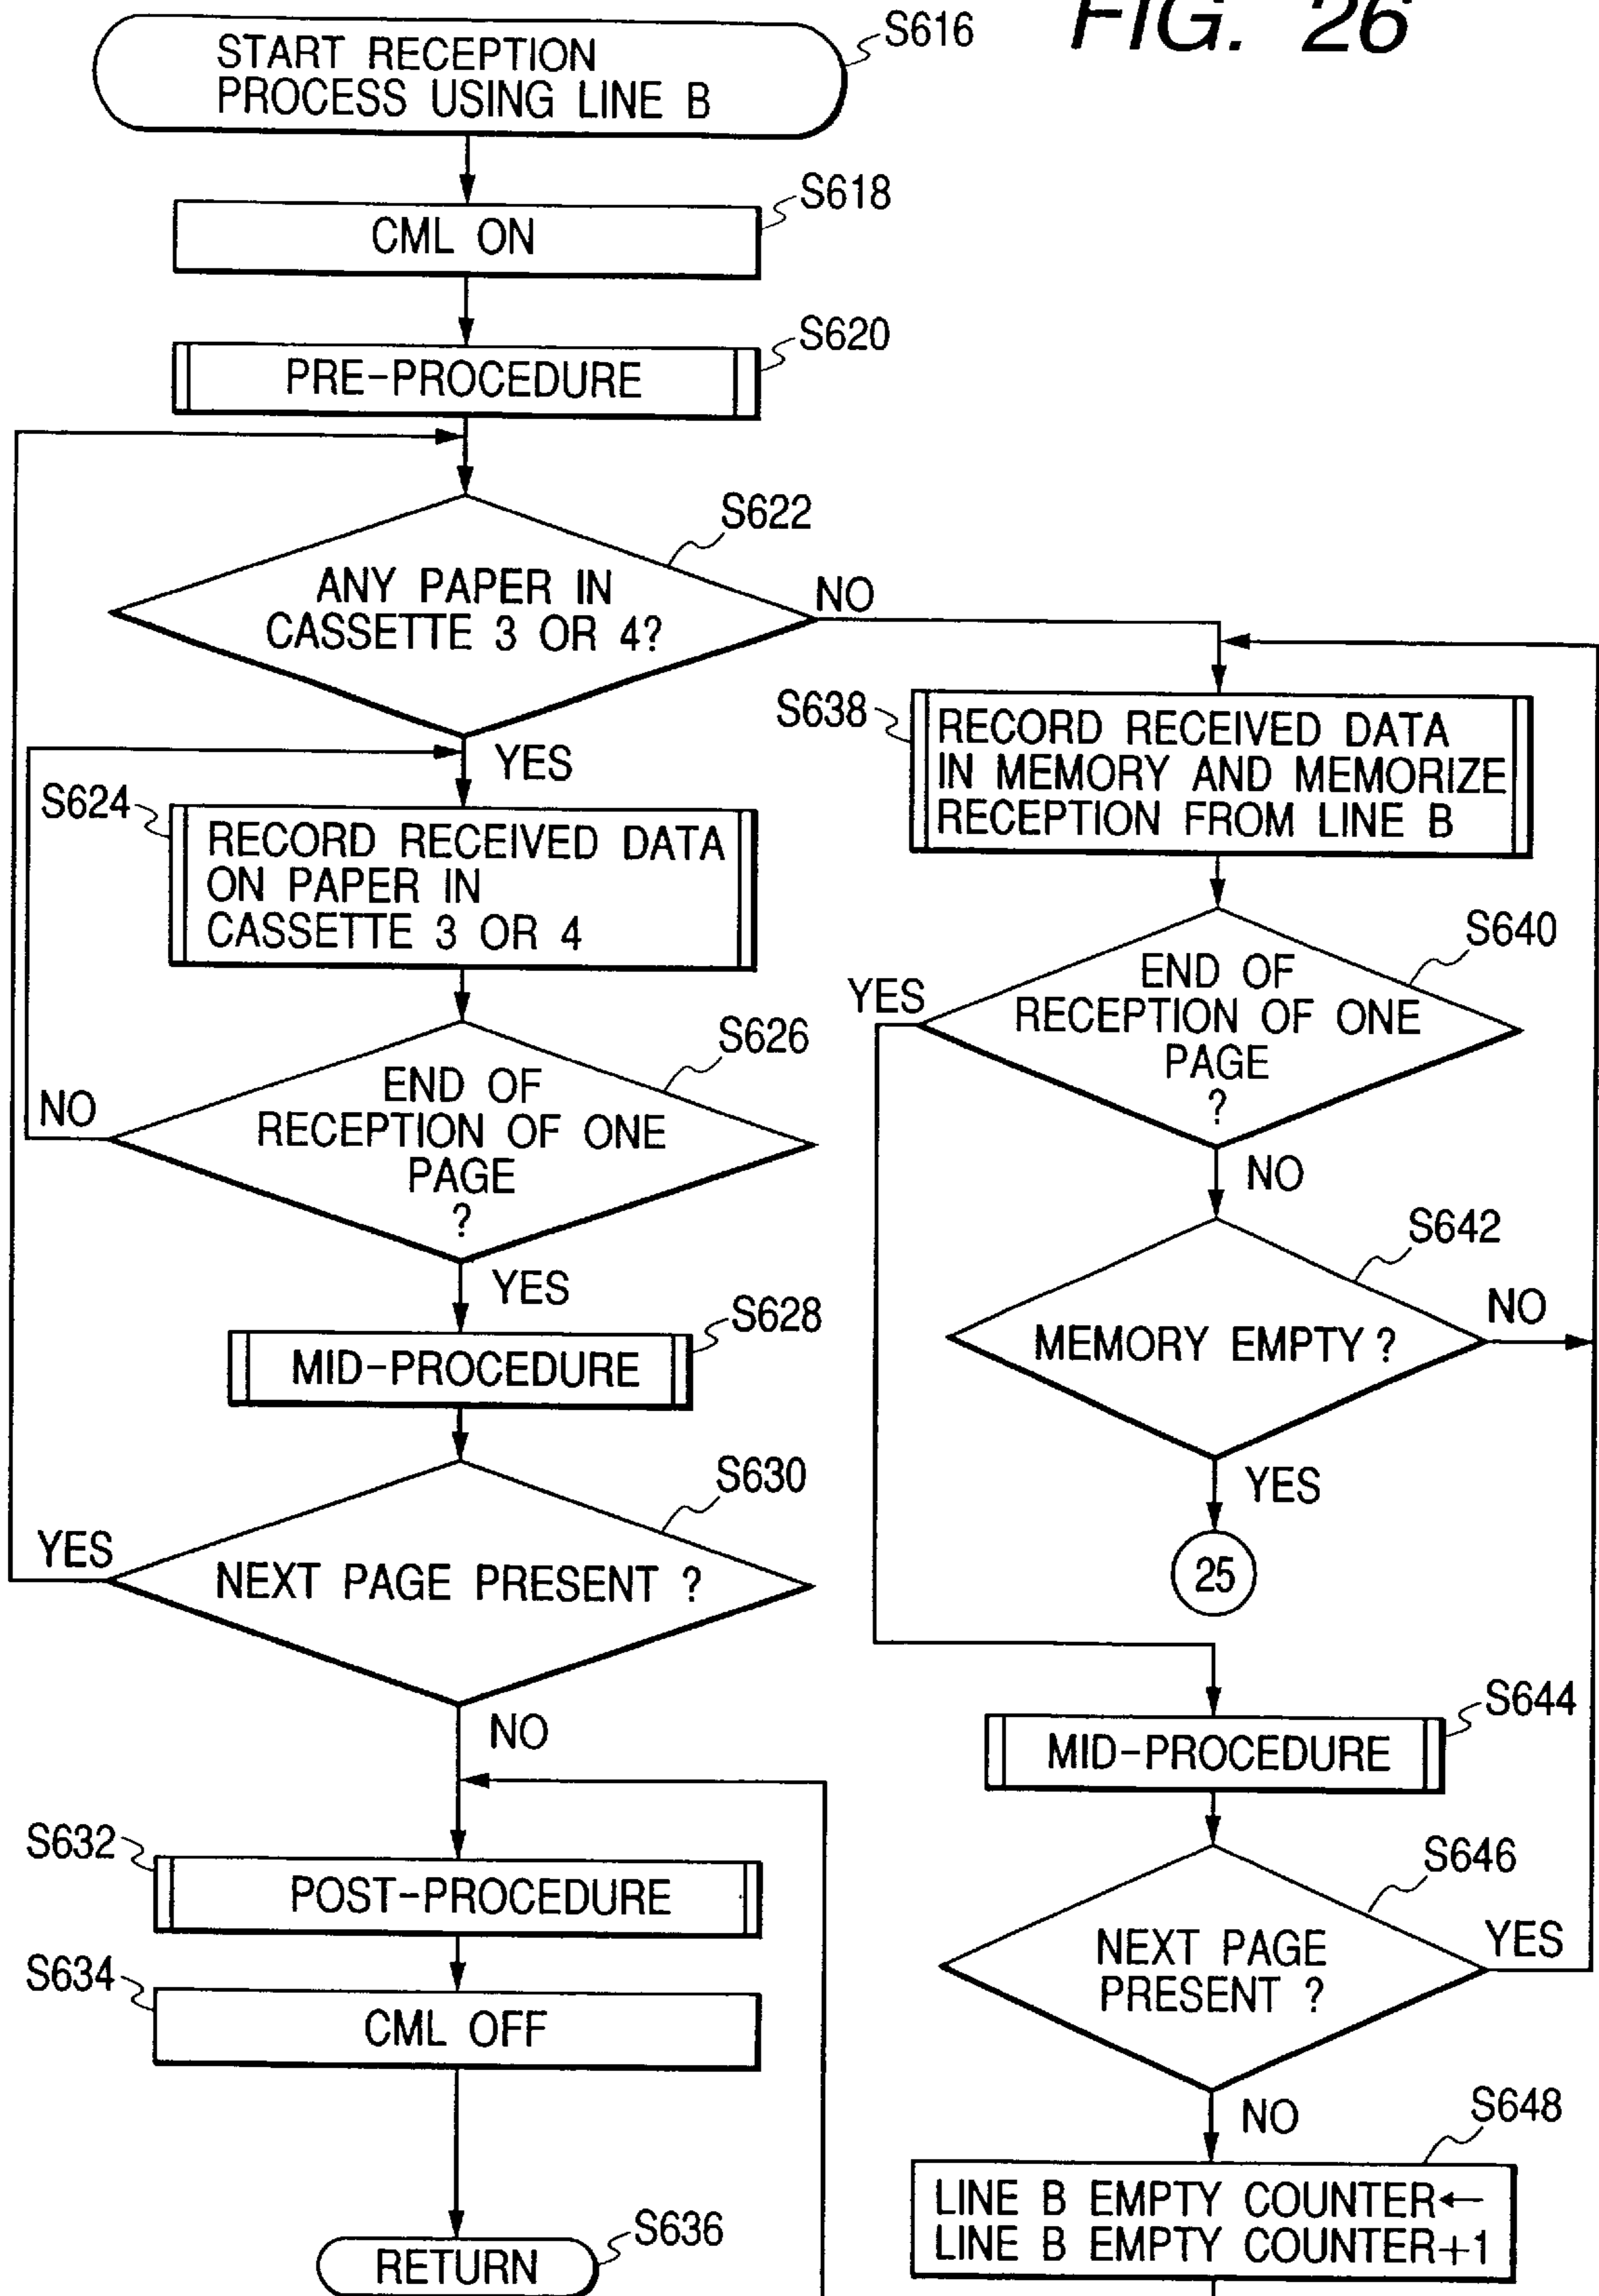 FIG. 26
START RECEPTION
PROCESS USING LINE B
S616
CML ON
S618
PRE-PROCEDURE
S620
ANY PAPER IN
CASSETTE 3 OR 4?
S622
NO
YES
S624
RECORD RECEIVED DATA
ON PAPER IN
CASSETTE 3 OR 4
END OF
RECEPTION OF ONE
PAGE
?
S626
NO
YES
MID-PROCEDURE
S628
NEXT PAGE PRESENT ?
S630
YES
NO
S632
POST-PROCEDURE
S634
CML OFF
RETURN
S636
S638
RECORD RECEIVED DATA
IN MEMORY AND MEMORIZE
RECEPTION FROM LINE B
S640
END OF
RECEPTION OF ONE
PAGE
?
YES
NO
S642
MEMORY EMPTY ?
NO
YES
25
S644
MID-PROCEDURE
S646
NEXT PAGE
PRESENT ?
YES
NO
S648
LINE B EMPTY COUNTER←
LINE B EMPTY COUNTER+1